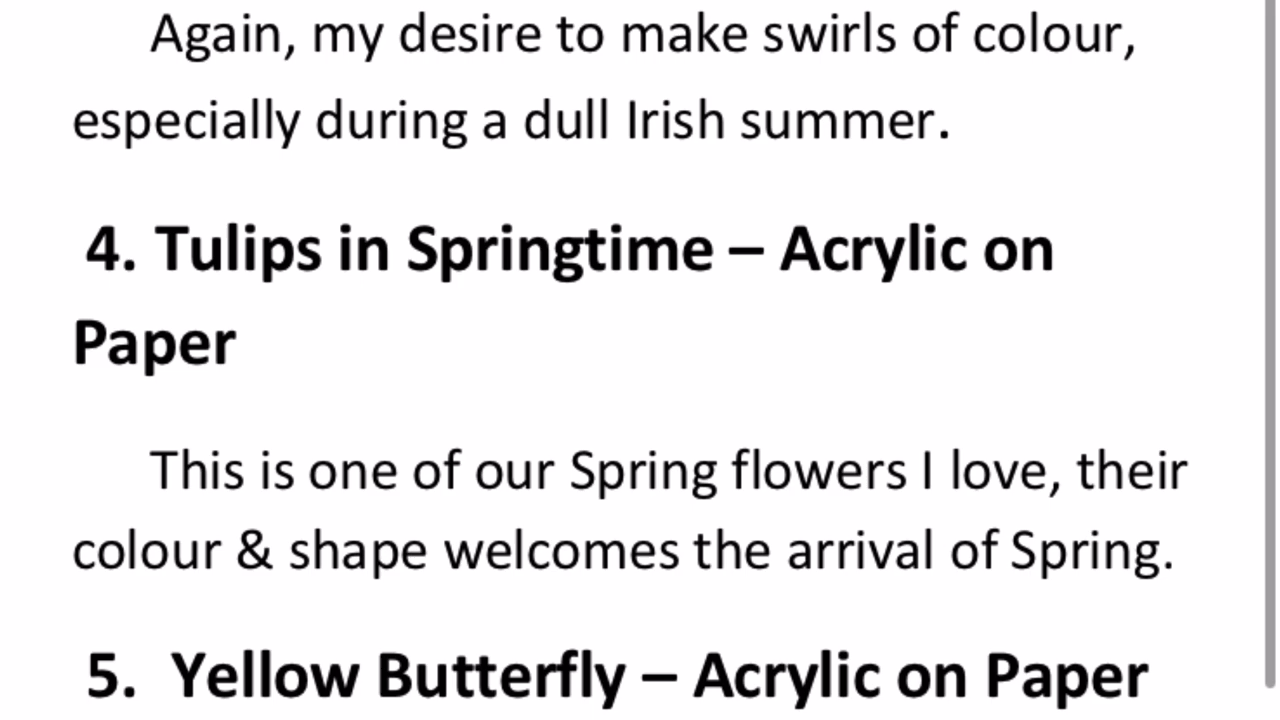 Again, my desire to make swirls of colour,
especially during a dull Irish summer.
4. Tulips in Springtime – Acrylic on
Paper
This is one of our Spring flowers I love, their
colour & shape welcomes the arrival of Spring.
5. Yellow Butterfly – Acrylic on Paper